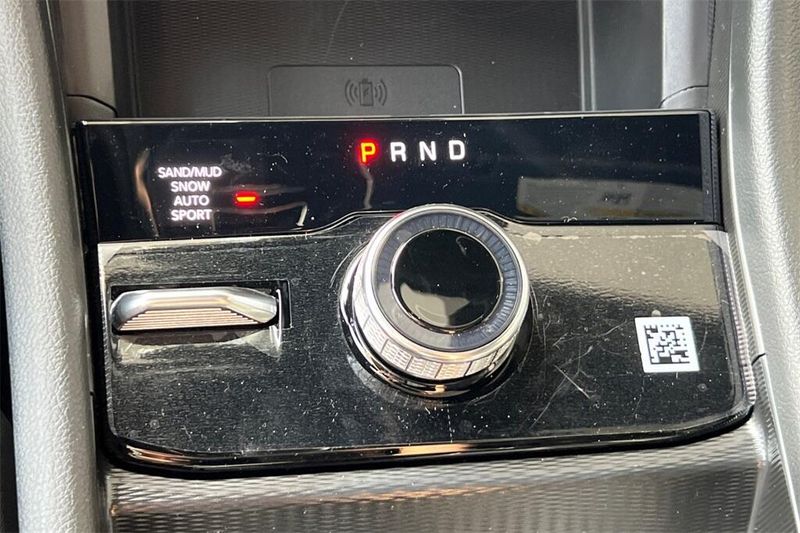 P R N D
SAND/MUD
SNOW
AUTO
SPORT